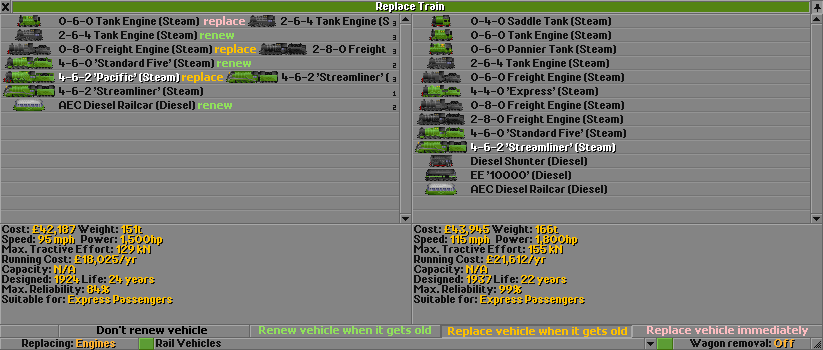 Replace Train
0-6-0 Tank Engine (Steam) replace 2-6-4 Tank Engine (S 3
2-6-4 Tank Engine (Steam) renew 3
0-8-0 Freight Engine (Steam) replace 2-8-0 Freight 3
4-6-0 'Standard Five' (Steam) renew 2
4-6-2 'Pacific' (Steam) replace 4-6-2 'Streamliner' ( 3
4-6-2 'Streamliner' (Steam) 1
AEC Diesel Railcar (Diesel) renew 2
0-4-0 Saddle Tank (Steam)
0-6-0 Tank Engine (Steam)
0-6-0 Pannier Tank (Steam)
2-6-4 Tank Engine (Steam)
0-6-0 Freight Engine (Steam)
4-4-0 'Express' (Steam)
0-8-0 Freight Engine (Steam)
2-8-0 Freight Engine (Steam)
4-6-0 'Standard Five' (Steam)
4-6-2 'Streamliner' (Steam)
Diesel Shunter (Diesel)
EE '10000' (Diesel)
AEC Diesel Railcar (Diesel)
Cost: £42,187 Weight: 151t
Speed: 95 mph Power: 1,500hp
Max. Tractive Effort: 129 kN
Running Cost: £18,025/yr
Capacity: N/A
Designed: 1924 Life: 24 years
Max. Reliability: 84%
Suitable for: Express Passengers
Cost: £43,945 Weight: 166t
Speed: 115 mph Power: 1,800hp
Max. Tractive Effort: 155 kN
Running Cost: £21,612/yr
Capacity: N/A
Designed: 1937 Life: 22 years
Max. Reliability: 99%
Suitable for: Express Passengers
Don't renew vehicle
Renew vehicle when it gets old
Replace vehicle when it gets old
Replace vehicle immediately
Replacing: Engines
Rail Vehicles
Wagon removal: Off